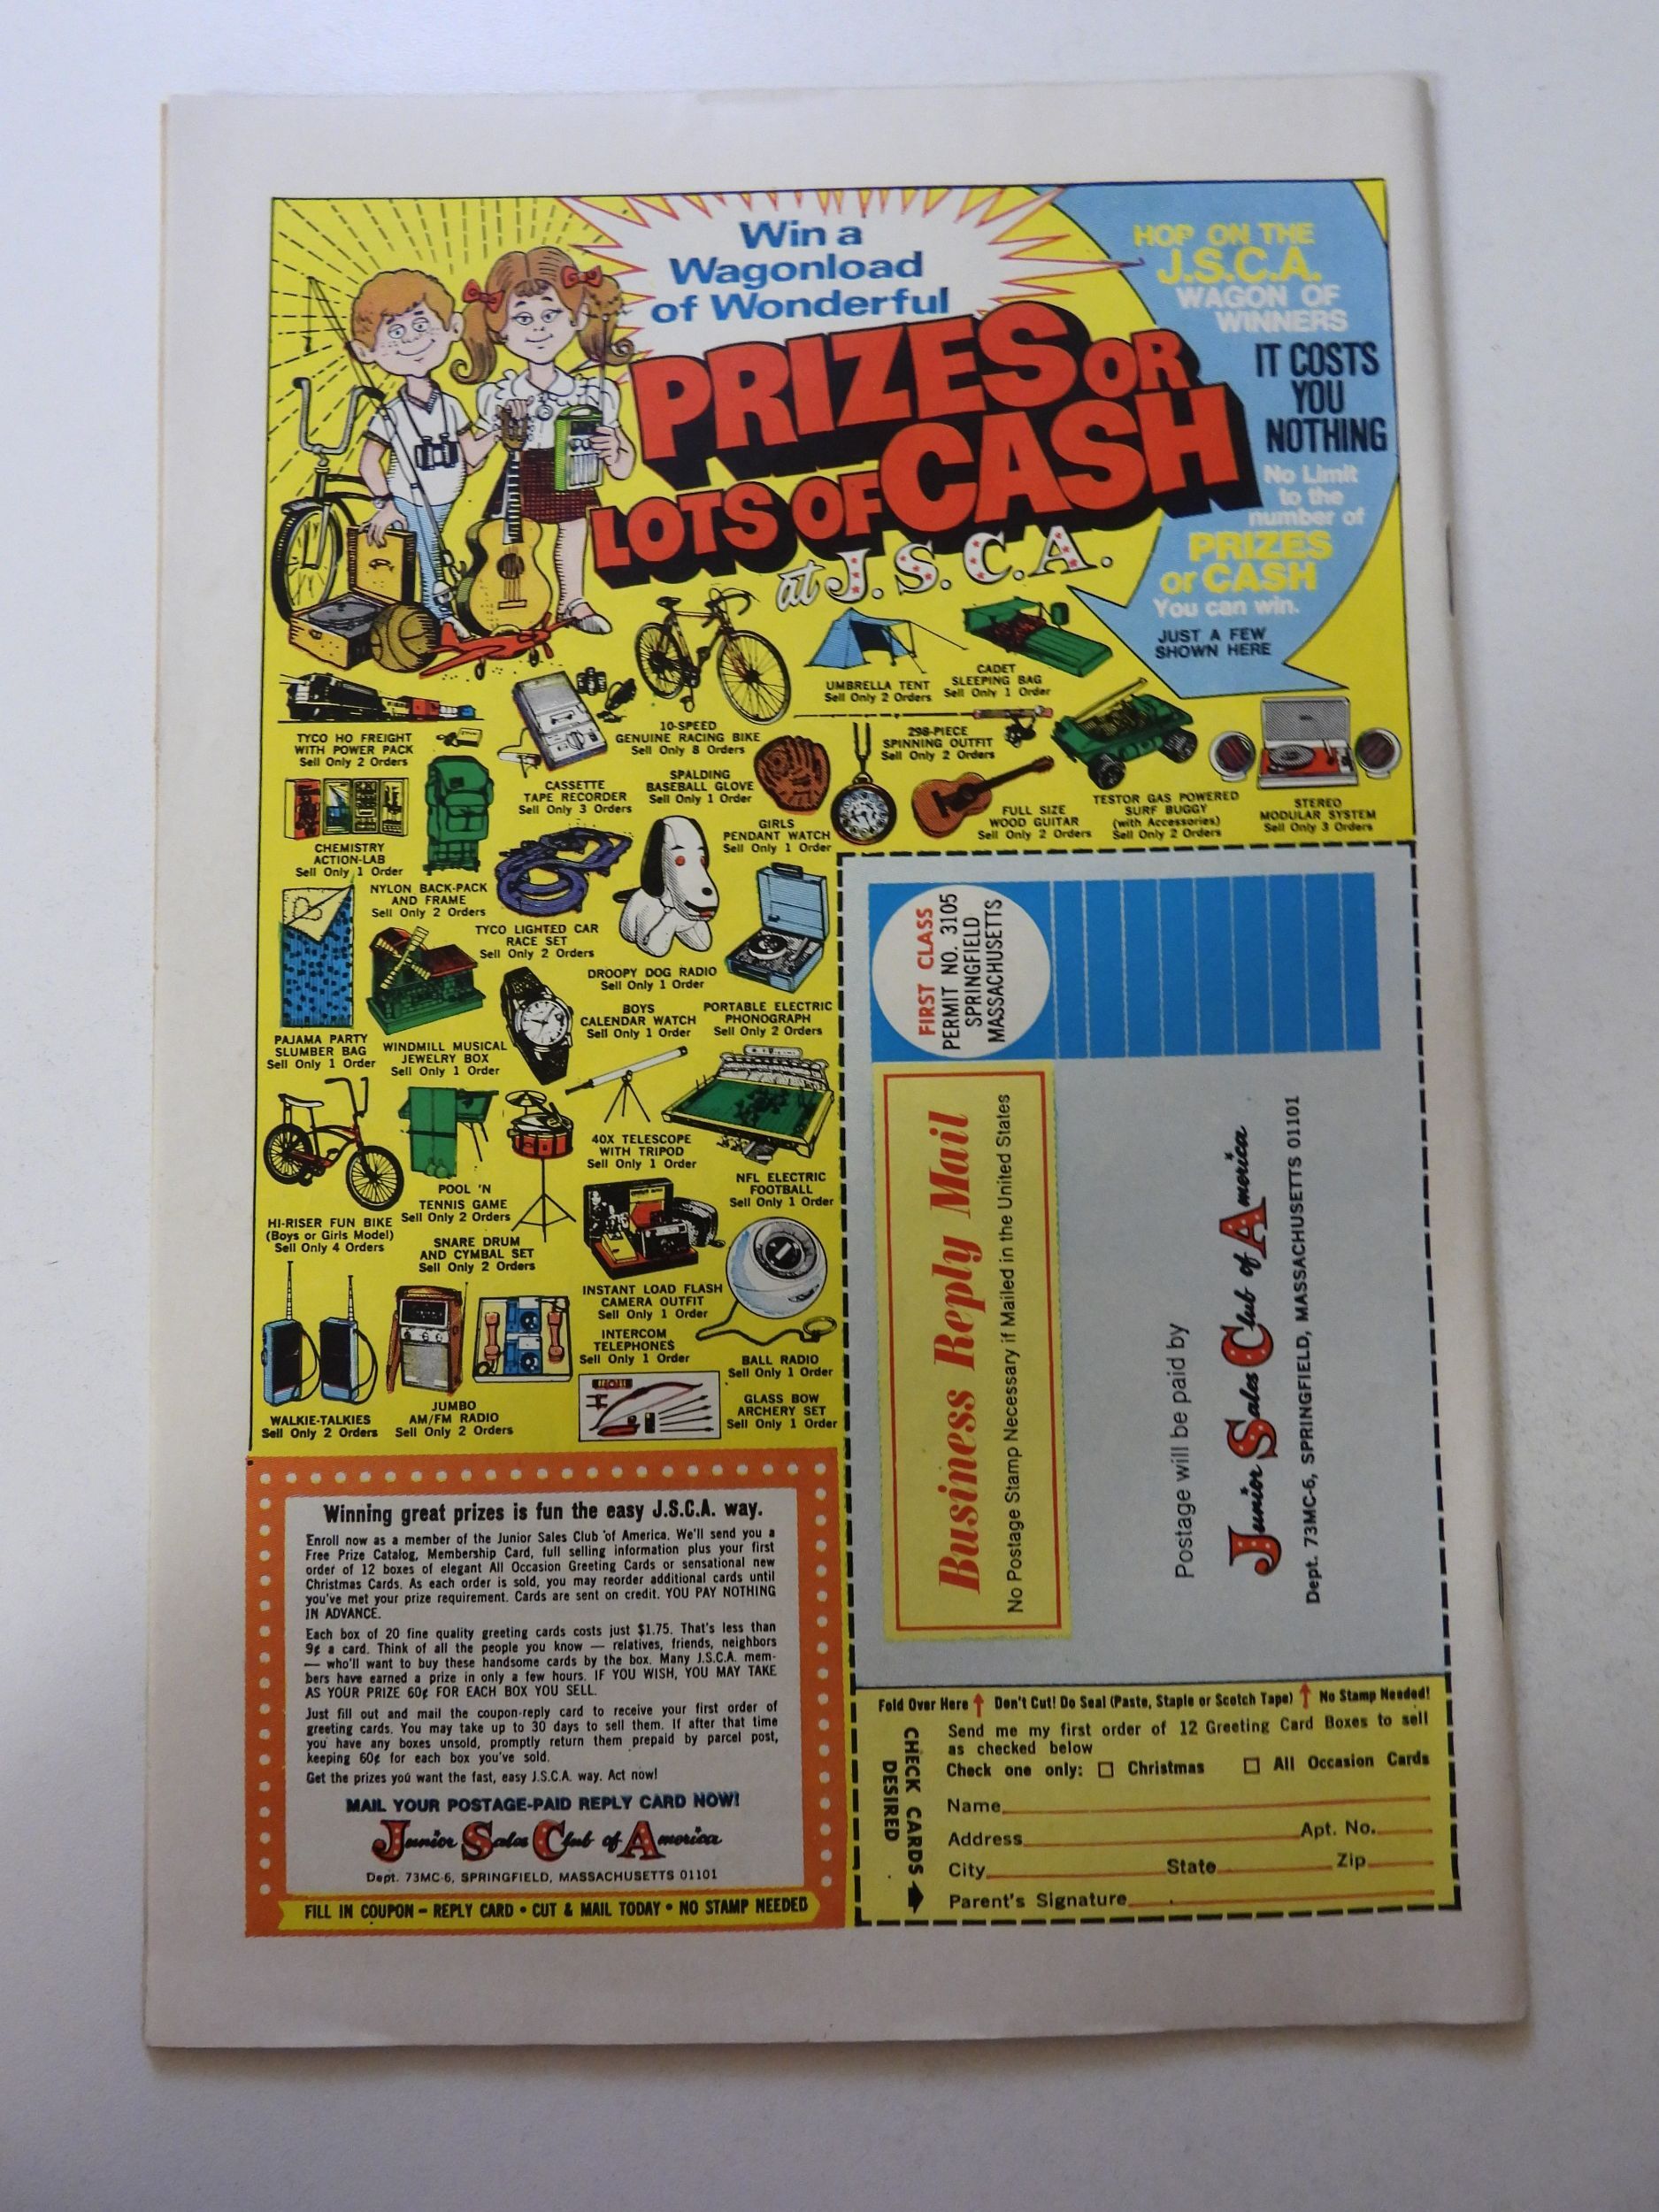 Win a
Wagonload
of Wonderful
PRIZES OR
LOTS OF CASH
at J.S.C.A.
HOP ON THE
J.S.C.A.
WAGON OF
WINNERS
IT COSTS
YOU
NOTHING
No Limit
to the
number of
PRIZES
or CASH
You can win.
JUST A FEW
SHOWN HERE
UMBRELLA TENT
Sell Only 2 Orders
CADET
SLEEPING BAG
Sell Only 1 Order
TYCO HO FREIGHT
WITH POWER PACK
Sell Only 2 Orders
10-SPEED
GENUINE RACING BIKE
Sell Only 8 Orders
298-PIECE
SPINNING OUTFIT
Sell Only 2 Orders
CASSETTE
TAPE RECORDER
Sell Only 3 Orders
SPALDING
BASEBALL GLOVE
Sell Only 1 Order
GIRLS
PENDANT WATCH
Sell Only 1 Order
FULL SIZE
WOOD GUITAR
Sell Only 2 Orders
TESTOR GAS POWERED
SURF BUGGY
(with Accessories)
Sell Only 2 Orders
STEREO
MODULAR SYSTEM
Sell Only 3 Orders
CHEMISTRY
ACTION-LAB
Sell Only 1 Order
NYLON BACK-PACK
AND FRAME
Sell Only 2 Orders
TYCO LIGHTED CAR
RACE SET
Sell Only 2 Orders
DROOPY DOG RADIO
Sell Only 1 Order
BOYS
CALENDAR WATCH
Sell Only 1 Order
PORTABLE ELECTRIC
PHONOGRAPH
Sell Only 2 Orders
PAJAMA PARTY
SLUMBER BAG
Sell Only 1 Order
WINDMILL MUSICAL
JEWELRY BOX
Sell Only 1 Order
40X TELESCOPE
WITH TRIPOD
Sell Only 1 Order
NFL ELECTRIC
FOOTBALL
Sell Only 1 Order
HI-RISER FUN BIKE
(Boys or Girls Model)
Sell Only 4 Orders
POOL 'N
TENNIS GAME
Sell Only 2 Orders
SNARE DRUM
AND CYMBAL SET
Sell Only 2 Orders
INSTANT LOAD FLASH
CAMERA OUTFIT
Sell Only 1 Order
INTERCOM
TELEPHONES
Sell Only 1 Order
BALL RADIO
Sell Only 1 Order
WALKIE-TALKIES
Sell Only 2 Orders
JUMBO
AM/FM RADIO
Sell Only 2 Orders
GLASS BOW
ARCHERY SET
Sell Only 1 Order
Winning great prizes is fun the easy J.S.C.A. way.
Enroll now as a member of the Junior Sales Club of America. We'll send you a
Free Prize Catalog, Membership Card, full selling information plus your first
order of 12 boxes of elegant All Occasion Greeting Cards or sensational new
Christmas Cards. As each order is sold, you may reorder additional cards until
you've met your prize requirement. Cards are sent on credit. YOU PAY NOTHING
IN ADVANCE.
Each box of 20 fine quality greeting cards costs just $1.75. That's less than
9¢ a card. Think of all the people you know — relatives, friends, neighbors
— who'll want to buy these handsome cards by the box. Many J.S.C.A. mem-
bers have earned a prize in only a few hours. IF YOU WISH, YOU MAY TAKE
AS YOUR PRIZE 60¢ FOR EACH BOX YOU SELL.
Just fill out and mail the coupon-reply card to receive your first order of
greeting cards. You may take up to 30 days to sell them. If after that time
you have any boxes unsold, promptly return them prepaid by parcel post,
keeping 60¢ for each box you've sold.
Get the prizes you want the fast, easy J.S.C.A. way. Act now!
MAIL YOUR POSTAGE-PAID REPLY CARD NOW!
Junior Sales Club of America
Dept. 73MC-6, SPRINGFIELD, MASSACHUSETTS 01101
FILL IN COUPON – REPLY CARD • CUT & MAIL TODAY • NO STAMP NEEDED
FIRST CLASS
PERMIT NO. 3105
SPRINGFIELD
MASSACHUSETTS
Business Reply Mail
No Postage Stamp Necessary if Mailed in the United States
Postage will be paid by
Junior Sales Club of America
Dept. 73MC-6, SPRINGFIELD, MASSACHUSETTS 01101
Fold Over Here ↑ Don't Cut! Do Seal (Paste, Staple or Scotch Tape) ↑ No Stamp Needed!
CHECK CARDS
DESIRED
Send me my first order of 12 Greeting Card Boxes to sell
as checked below
Check one only: □ Christmas □ All Occasion Cards
Name
Address Apt. No.
City State Zip
Parent's Signature